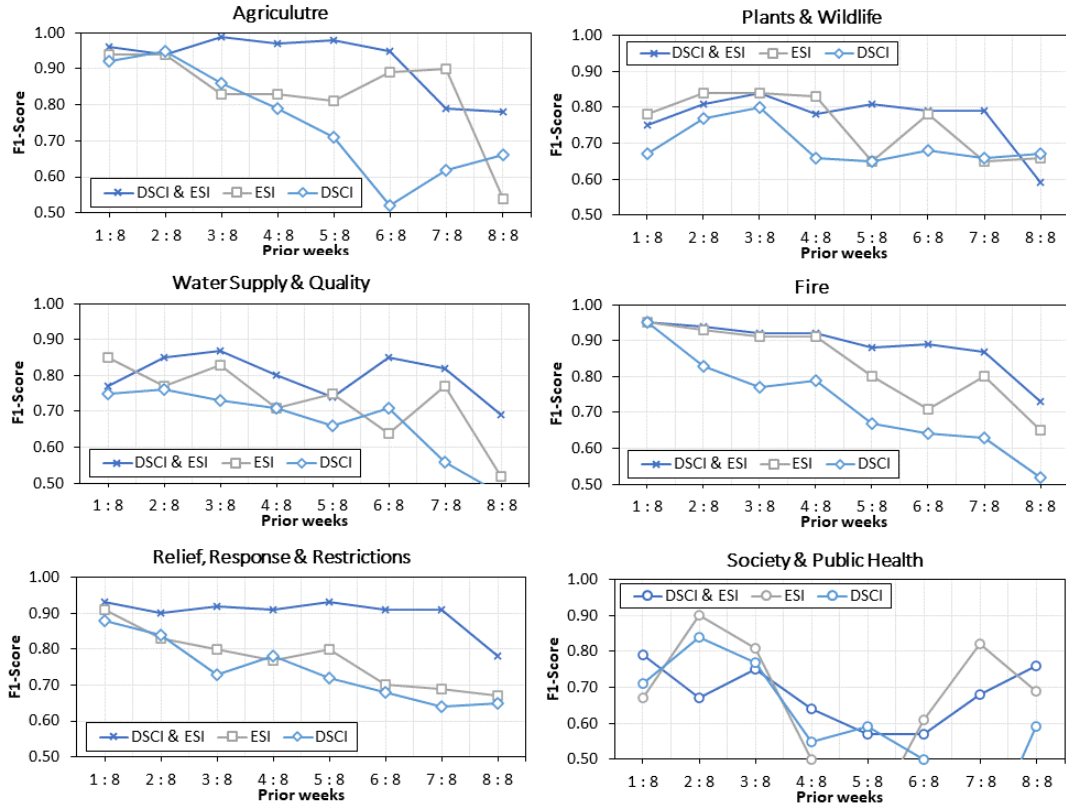 Agriculutre
1.00
0.90
0.80
0.70
0.60
0.50
F1-Score
DSCI & ESI ESI DSCI
1 : 8 2 : 8 3 : 8 4 : 8 5 : 8 6 : 8 7 : 8 8 : 8
Prior weeks
Plants & Wildlife
1.00
0.90
0.80
0.70
0.60
0.50
F1-Score
DSCI & ESI ESI DSCI
1 : 8 2 : 8 3 : 8 4 : 8 5 : 8 6 : 8 7 : 8 8 : 8
Prior weeks
Water Supply & Quality
1.00
0.90
0.80
0.70
0.60
0.50
F1-Score
DSCI & ESI ESI DSCI
1 : 8 2 : 8 3 : 8 4 : 8 5 : 8 6 : 8 7 : 8 8 : 8
Prior weeks
Fire
1.00
0.90
0.80
0.70
0.60
0.50
F1-Score
DSCI & ESI ESI DSCI
1 : 8 2 : 8 3 : 8 4 : 8 5 : 8 6 : 8 7 : 8 8 : 8
Prior weeks
Relief, Response & Restrictions
1.00
0.90
0.80
0.70
0.60
0.50
F1-Score
DSCI & ESI ESI DSCI
1 : 8 2 : 8 3 : 8 4 : 8 5 : 8 6 : 8 7 : 8 8 : 8
Prior weeks
Society & Public Health
1.00
0.90
0.80
0.70
0.60
0.50
F1-Score
DSCI & ESI ESI DSCI
1 : 8 2 : 8 3 : 8 4 : 8 5 : 8 6 : 8 7 : 8 8 : 8
Prior weeks